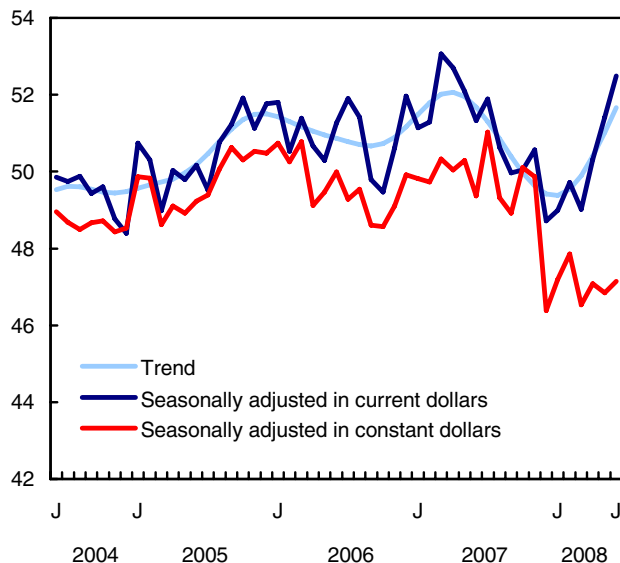 54
52
50
48
46
44
42
Trend
Seasonally adjusted in current dollars
Seasonally adjusted in constant dollars
J J J J J J
2004 2005 2006 2007 2008